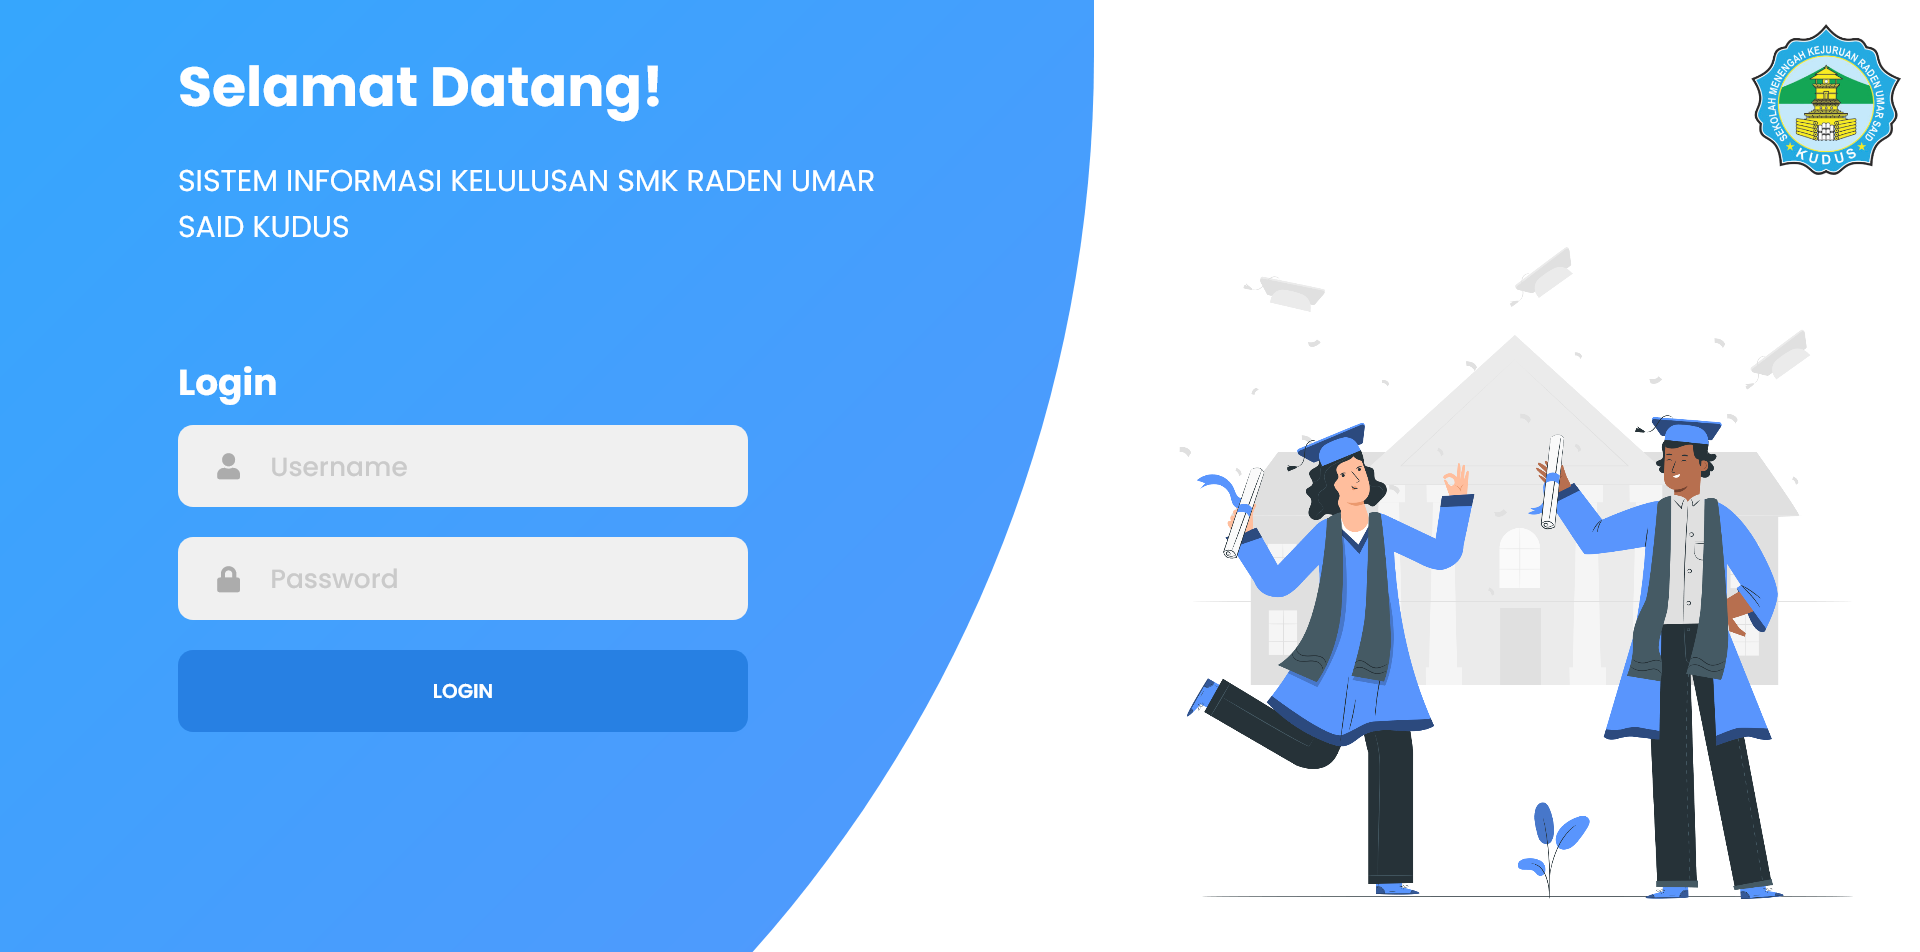 Selamat Datang!
SISTEM INFORMASI KELULUSAN SMK RADEN UMAR
SAID KUDUS
Login
Username
Password
LOGIN
SEKOLAH MENENGAH KEJURUAN RADEN UMAR SAID
KUDUS